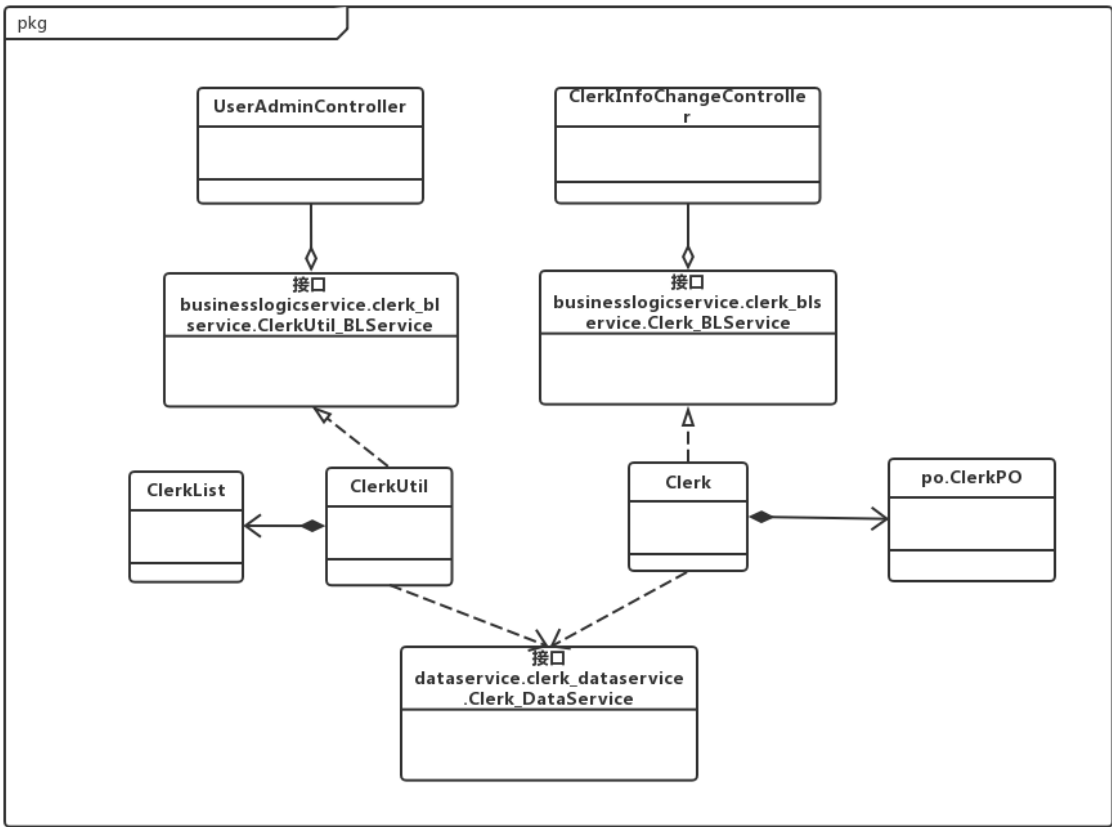 pkg
UserAdminController
ClerkInfoChangeControlle
r
接口
businesslogicservice.clerk_bl
service.ClerkUtil_BLService
接口
businesslogicservice.clerk_bls
ervice.Clerk_BLService
ClerkList
ClerkUtil
Clerk
po.ClerkPO
接口
dataservice.clerk_dataservice
.Clerk_DataService